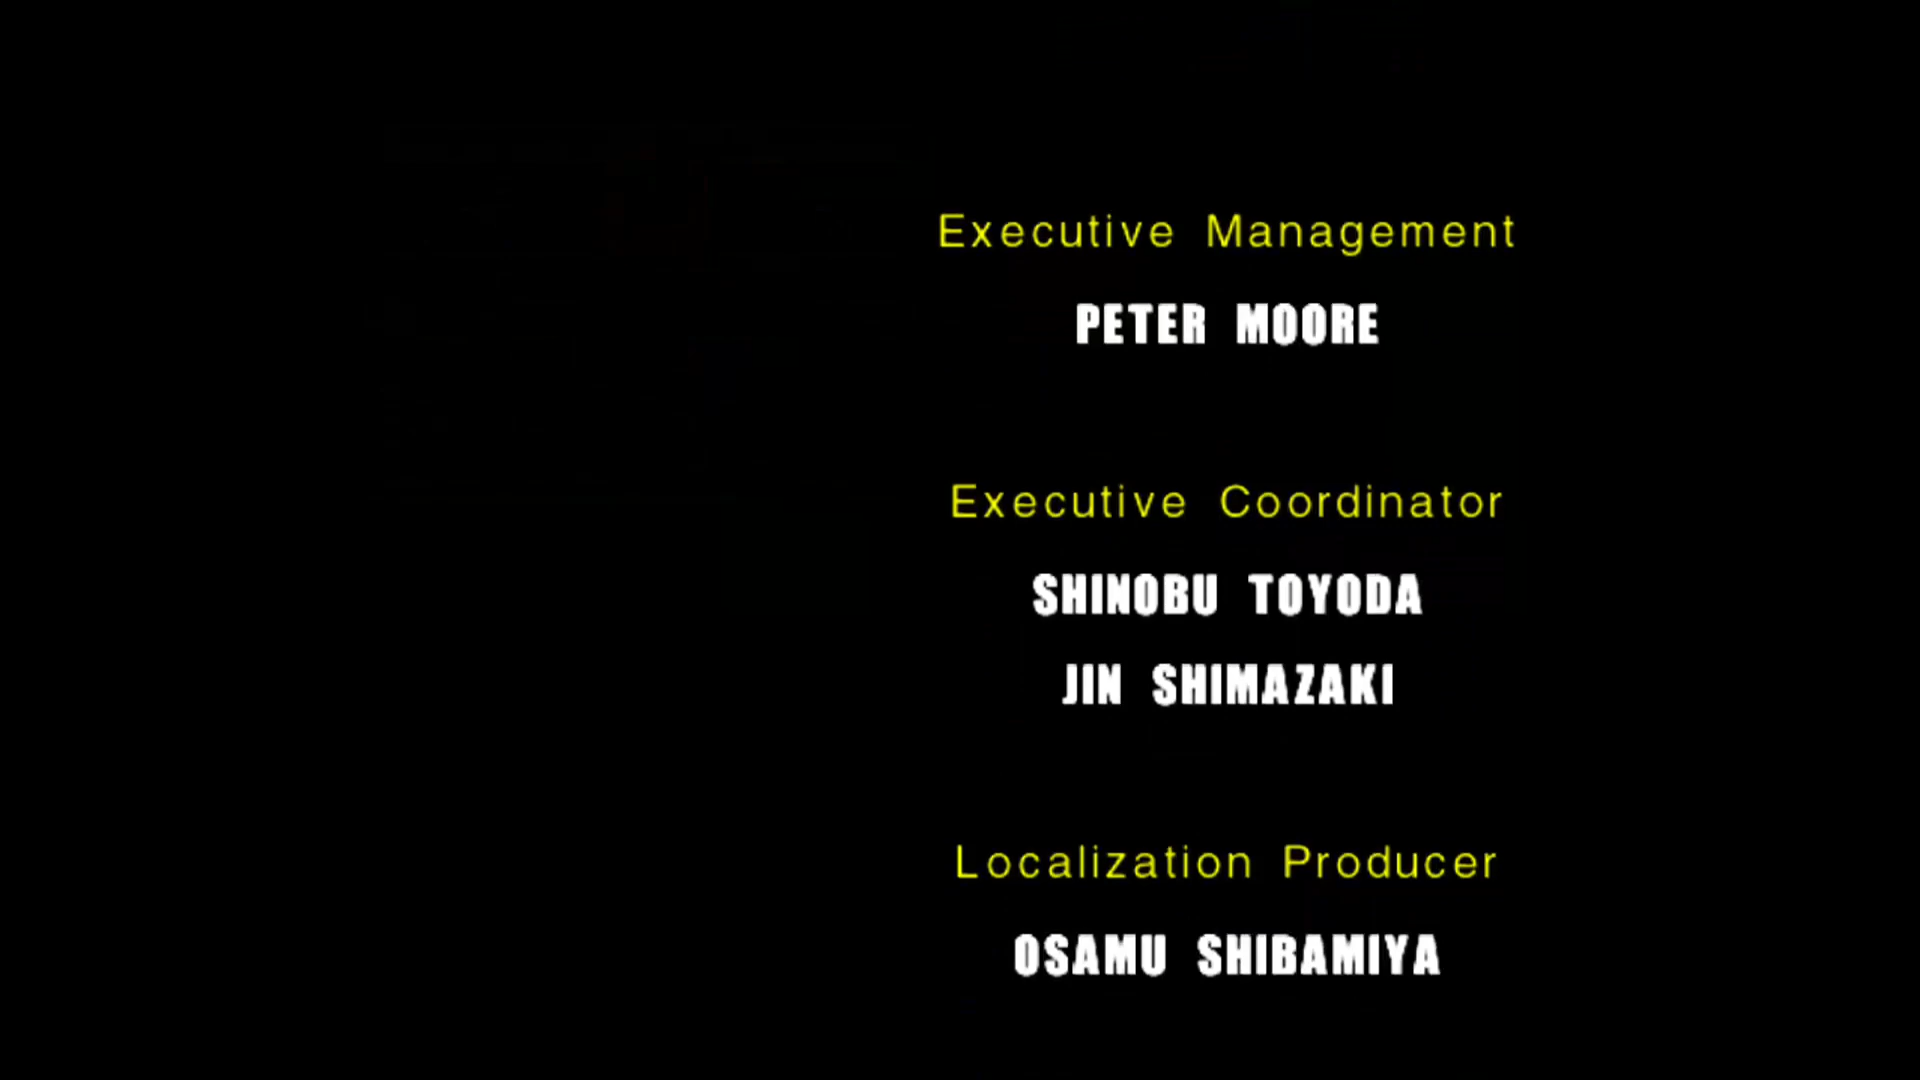 Executive Management
PETER MOORE
Executive Coordinator
SHINOBU TOYODA
JIN SHIMAZAKI
Localization Producer
OSAMU SHIBAMIYA